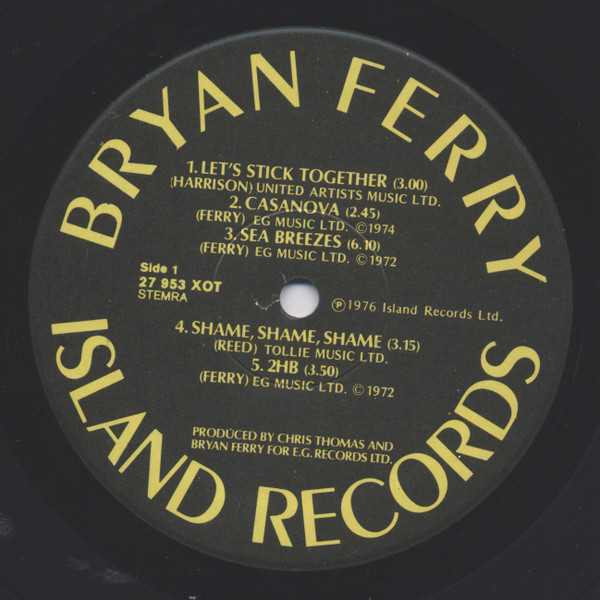 BRYAN FERRY
1. LET'S STICK TOGETHER (3.00)
(HARRISON) UNITED ARTISTS MUSIC LTD.
2. CASANOVA (2.45)
(FERRY) EG MUSIC LTD. ©1974
3. SEA BREEZES (6.10)
(FERRY) EG MUSIC LTD. ©1972
Side 1
27 953 XOT
STEMRA
℗1976 Island Records Ltd.
4. SHAME, SHAME, SHAME (3.15)
(REED) TOLLIE MUSIC LTD.
5. 2HB (3.50)
(FERRY) EG MUSIC LTD. ©1972
PRODUCED BY CHRIS THOMAS AND
BRYAN FERRY FOR E.G. RECORDS LTD.
ISLAND RECORDS